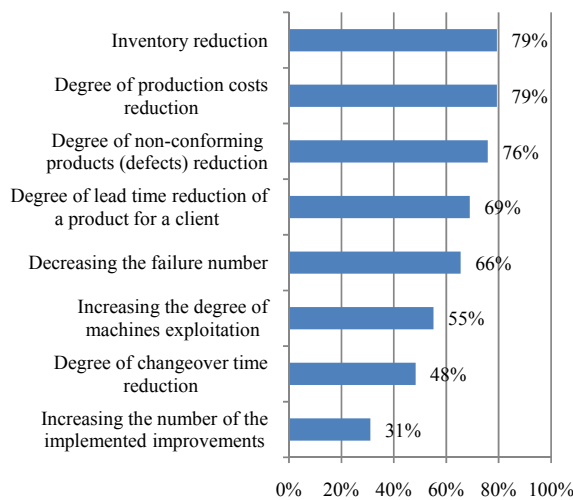 Inventory reduction
79%
Degree of production costs
reduction
79%
Degree of non-conforming
products (defects) reduction
76%
Degree of lead time reduction of
a product for a client
69%
Decreasing the failure number
66%
Increasing the degree of
machines exploitation
55%
Degree of changeover time
reduction
48%
Increasing the number of the
implemented improvements
31%
0% 20% 40% 60% 80% 100%